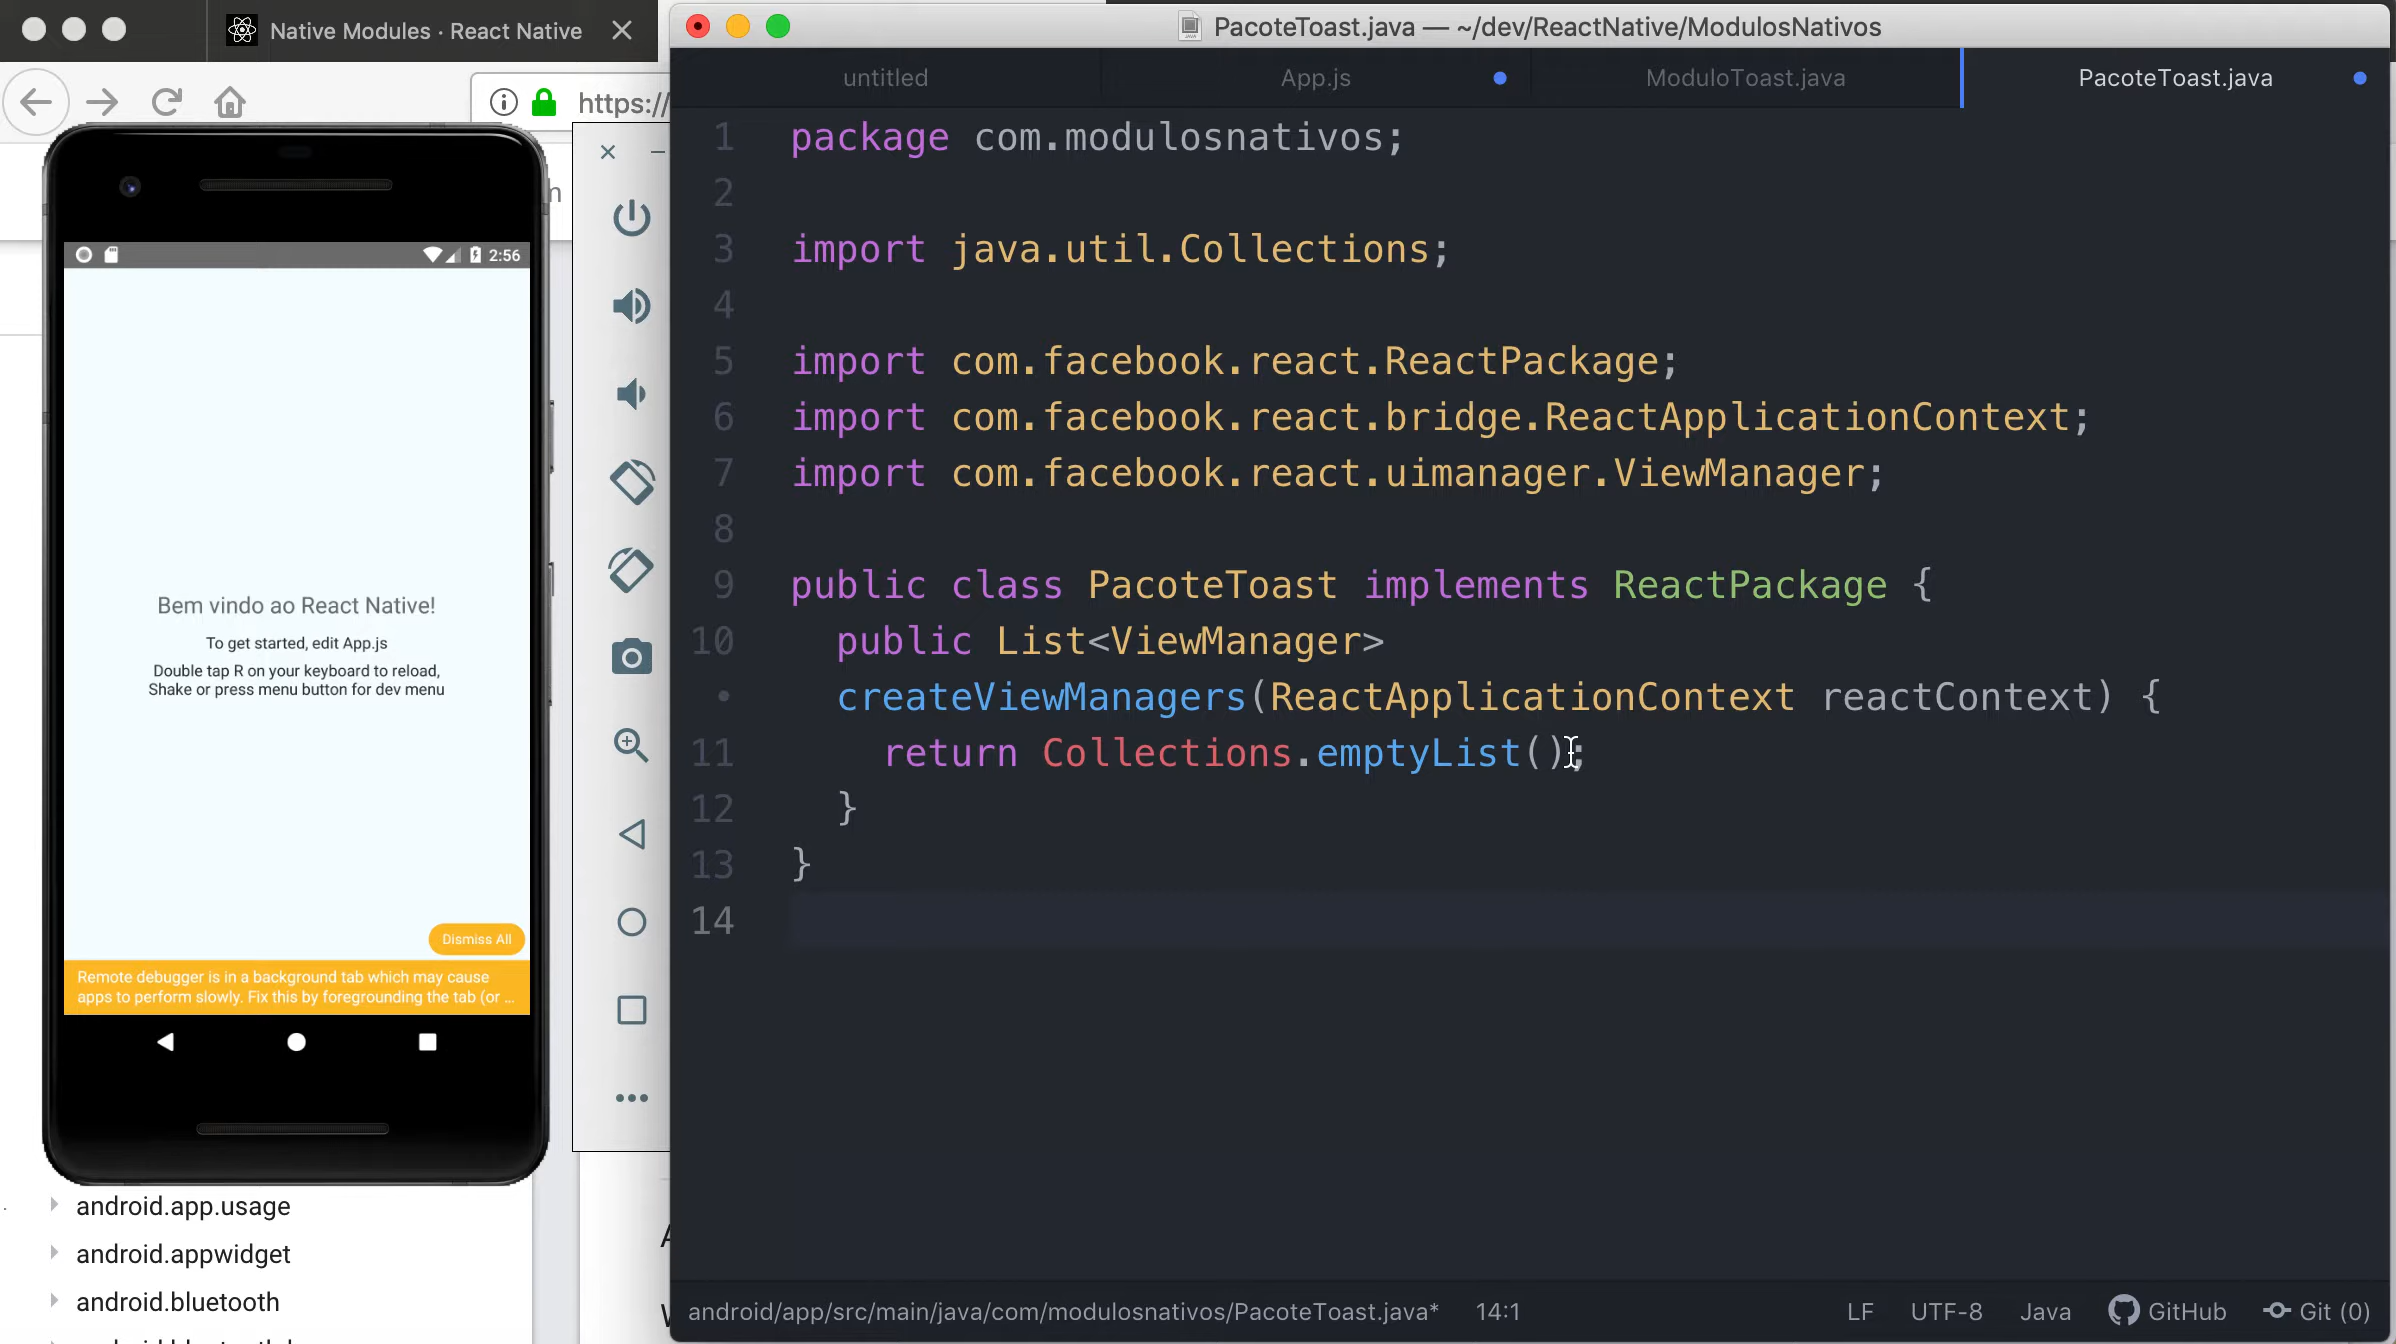 Native Modules · React Native
https://
2:56
Bem vindo ao React Native!
To get started, edit App.js
Double tap R on your keyboard to reload,
Shake or press menu button for dev menu
Dismiss All
Remote debugger is in a background tab which may cause
apps to perform slowly. Fix this by foregrounding the tab (or ...
android.app.usage
android.appwidget
android.bluetooth
PacoteToast.java — ~/dev/ReactNative/ModulosNativos
untitled
App.js
ModuloToast.java
PacoteToast.java
1 package com.modulosnativos;
2
3 import java.util.Collections;
4
5 import com.facebook.react.ReactPackage;
6 import com.facebook.react.bridge.ReactApplicationContext;
7 import com.facebook.react.uimanager.ViewManager;
8
9 public class PacoteToast implements ReactPackage {
10 public List<ViewManager>
• createViewManagers(ReactApplicationContext reactContext) {
11 return Collections.emptyList();
12 }
13 }
14
android/app/src/main/java/com/modulosnativos/PacoteToast.java* 14:1
LF UTF-8 Java GitHub Git (0)